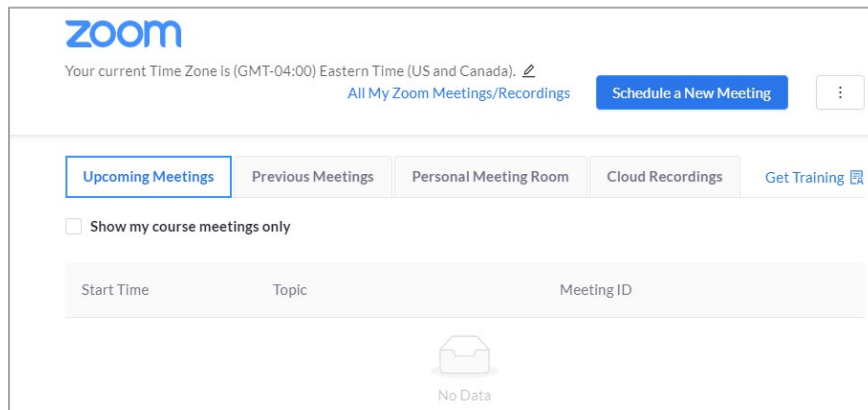 zoom
Your current Time Zone is (GMT-04:00) Eastern Time (US and Canada).
All My Zoom Meetings/Recordings Schedule a New Meeting
Upcoming Meetings Previous Meetings Personal Meeting Room Cloud Recordings Get Training
Show my course meetings only
Start Time Topic Meeting ID
No Data